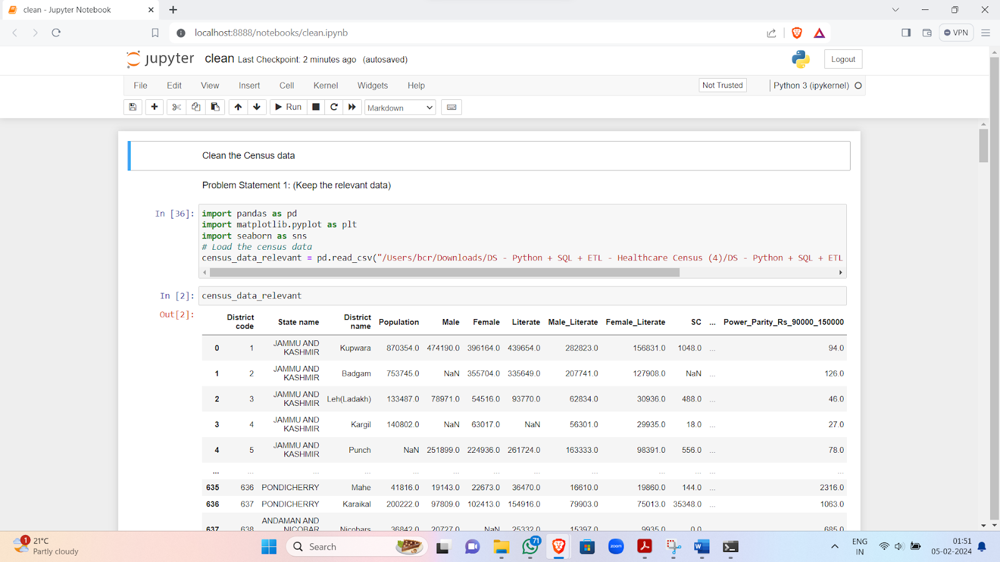 clean - Jupyter Notebook
localhost:8888/notebooks/clean.ipynb
VPN
jupyter clean Last Checkpoint: 2 minutes ago (autosaved)
Logout
File Edit View Insert Cell Kernel Widgets Help
Not Trusted
Python 3 (ipykernel)
Run
Markdown
Clean the Census data
Problem Statement 1: (Keep the relevant data)
In [36]: import pandas as pd
import matplotlib.pyplot as plt
import seaborn as sns
# Load the census data
census_data_relevant = pd.read_csv("/Users/bcr/Downloads/DS - Python + SQL + ETL - Healthcare Census (4)/DS - Python + SQL + ETL
In [2]: census_data_relevant
Out[2]:
District code State name District name Population Male Female Literate Male_Literate Female_Literate SC ... Power_Parity_Rs_90000_150000
0 1 JAMMU AND KASHMIR Kupwara 870354.0 474190.0 396164.0 439654.0 282823.0 156831.0 1048.0 ... 94.0
1 2 JAMMU AND KASHMIR Badgam 753745.0 NaN 355704.0 335649.0 207741.0 127908.0 NaN ... 126.0
2 3 JAMMU AND KASHMIR Leh(Ladakh) 133487.0 78971.0 54516.0 93770.0 62834.0 30936.0 488.0 ... 46.0
3 4 JAMMU AND KASHMIR Kargil 140802.0 NaN 63017.0 NaN 56301.0 29935.0 18.0 ... 27.0
4 5 JAMMU AND KASHMIR Punch NaN 251899.0 224936.0 261724.0 163333.0 98391.0 556.0 ... 78.0
... ... ... ... ... ... ... ... ... ... ... ... ...
635 636 PONDICHERRY Mahe 41816.0 19143.0 22673.0 36470.0 16610.0 19860.0 144.0 ... 2316.0
636 637 PONDICHERRY Karaikal 200222.0 97809.0 102413.0 154916.0 79903.0 75013.0 35348.0 ... 1063.0
637 638 ANDAMAN AND NICOBAR Nicobars 36842.0 20727.0 NaN 25332.0 15397.0 9935.0 0.0 ... 685.0
1
21°C
Partly cloudy
Search
71
zoom
ENG
IN
01:51
05-02-2024